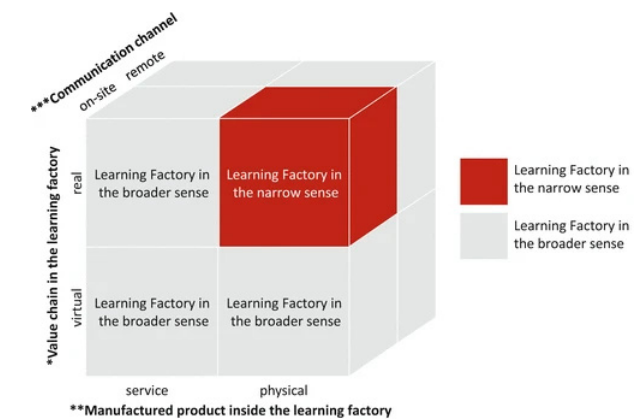 ***Communication channel
on-site remote
*Value chain in the learning factory
real
virtual
Learning Factory in
the broader sense
Learning Factory in
the narrow sense
Learning Factory in
the broader sense
Learning Factory in
the broader sense
service
physical
**Manufactured product inside the learning factory
Learning Factory in
the narrow sense
Learning Factory in
the broader sense